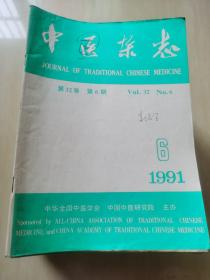 中医杂志
JOURNAL OF TRADITIONAL CHINESE MEDICINE
第32卷 第6期 Vol. 32 No. 6
6
1991
中华全国中医学会 中国中医研究院 主办
Sponsored by ALL-CHINA ASSOCIATION OF TRADITIONAL CHINESE
MEDICINE, and CHINA ACADEMY OF TRADITIONAL CHINESE MEDICINE